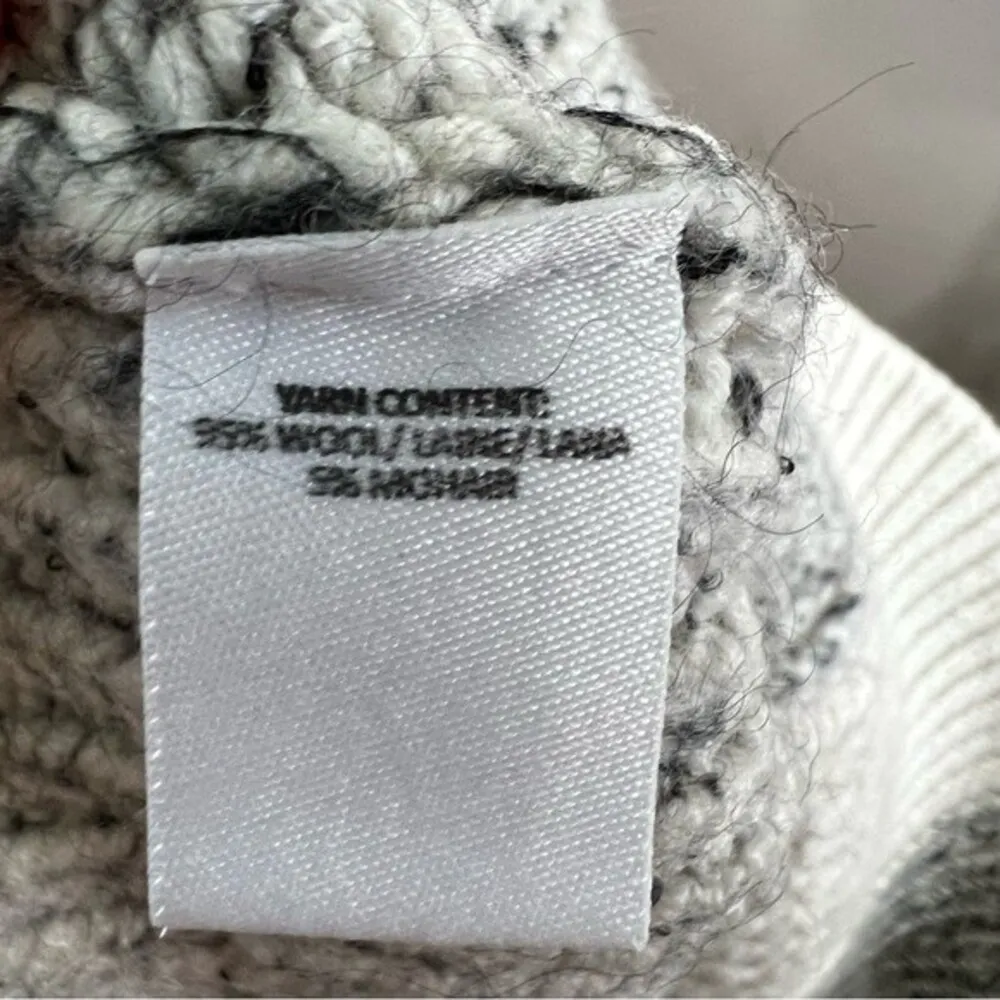 YARN CONTENT:
95% WOOL/ LAINE/ LANA
5% MOHAIR